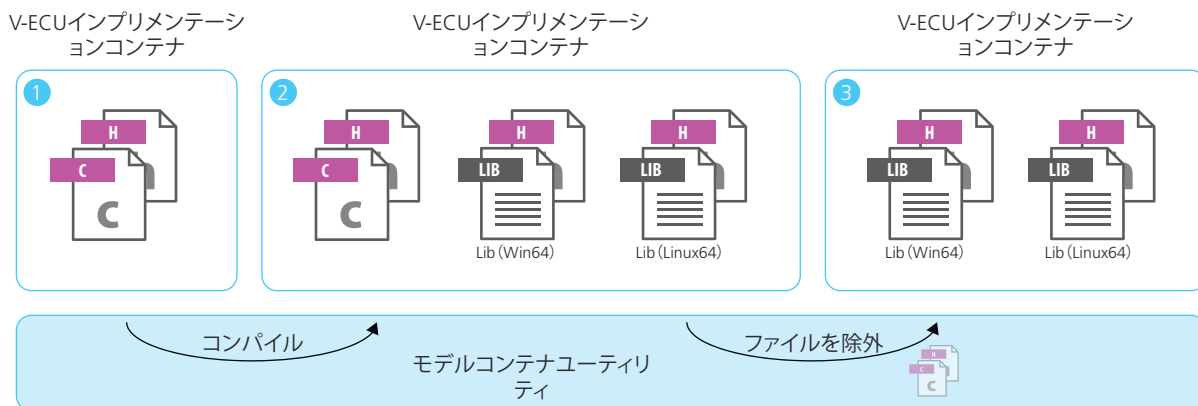 V-ECUインプリメンテーシ
ョンコンテナ
V-ECUインプリメンテーシ
ョンコンテナ
V-ECUインプリメンテーシ
ョンコンテナ
1
H
C
C
2
H
C
C
H
LIB
Lib（Win64）
H
LIB
Lib（Linux64）
3
H
LIB
Lib（Win64）
H
LIB
Lib（Linux64）
コンパイル
ファイルを除外
モデルコンテナユーティリ
ティ
H
C
C